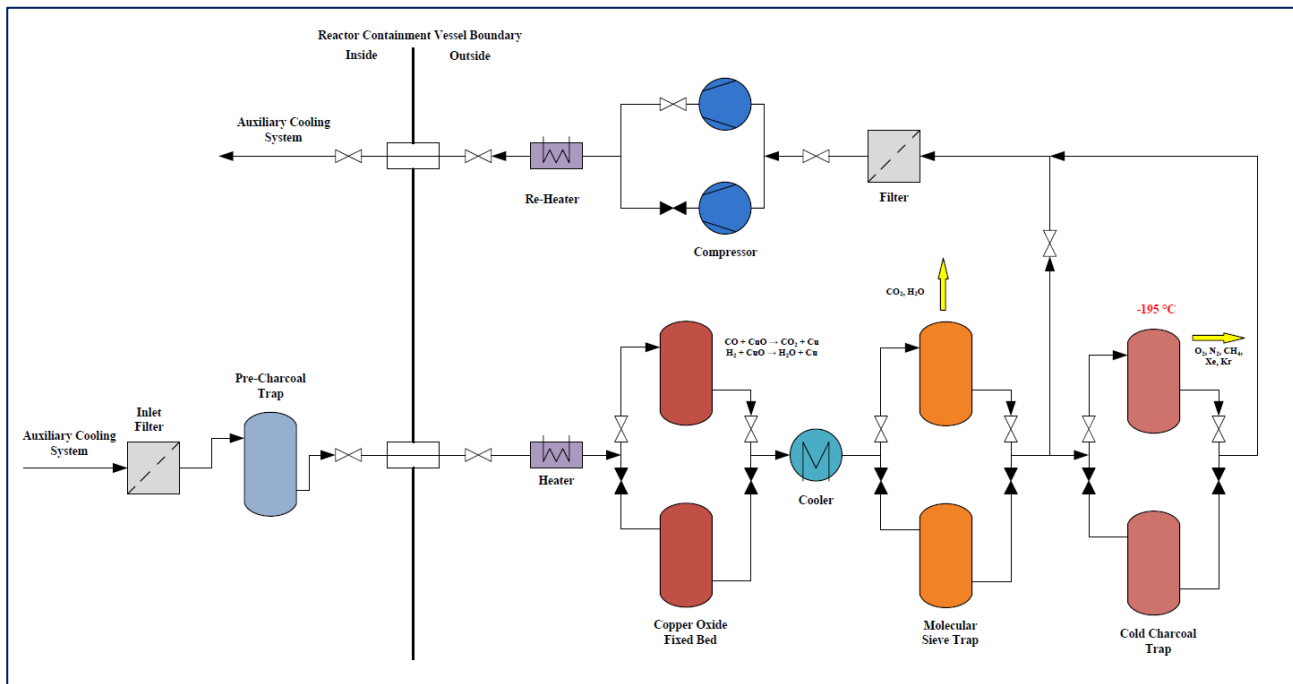 Reactor Containment Vessel Boundary
Inside
Outside
Auxiliary Cooling
System
Re-Heater
Compressor
Filter
CO₂, H₂O
-195 °C
CO + CuO → CO₂ + Cu
H₂ + CuO → H₂O + Cu
O₂, N₂, CH₄,
Xe, Kr
Pre-Charcoal
Trap
Inlet
Filter
Auxiliary Cooling
System
Heater
Cooler
Copper Oxide
Fixed Bed
Molecular
Sieve Trap
Cold Charcoal
Trap